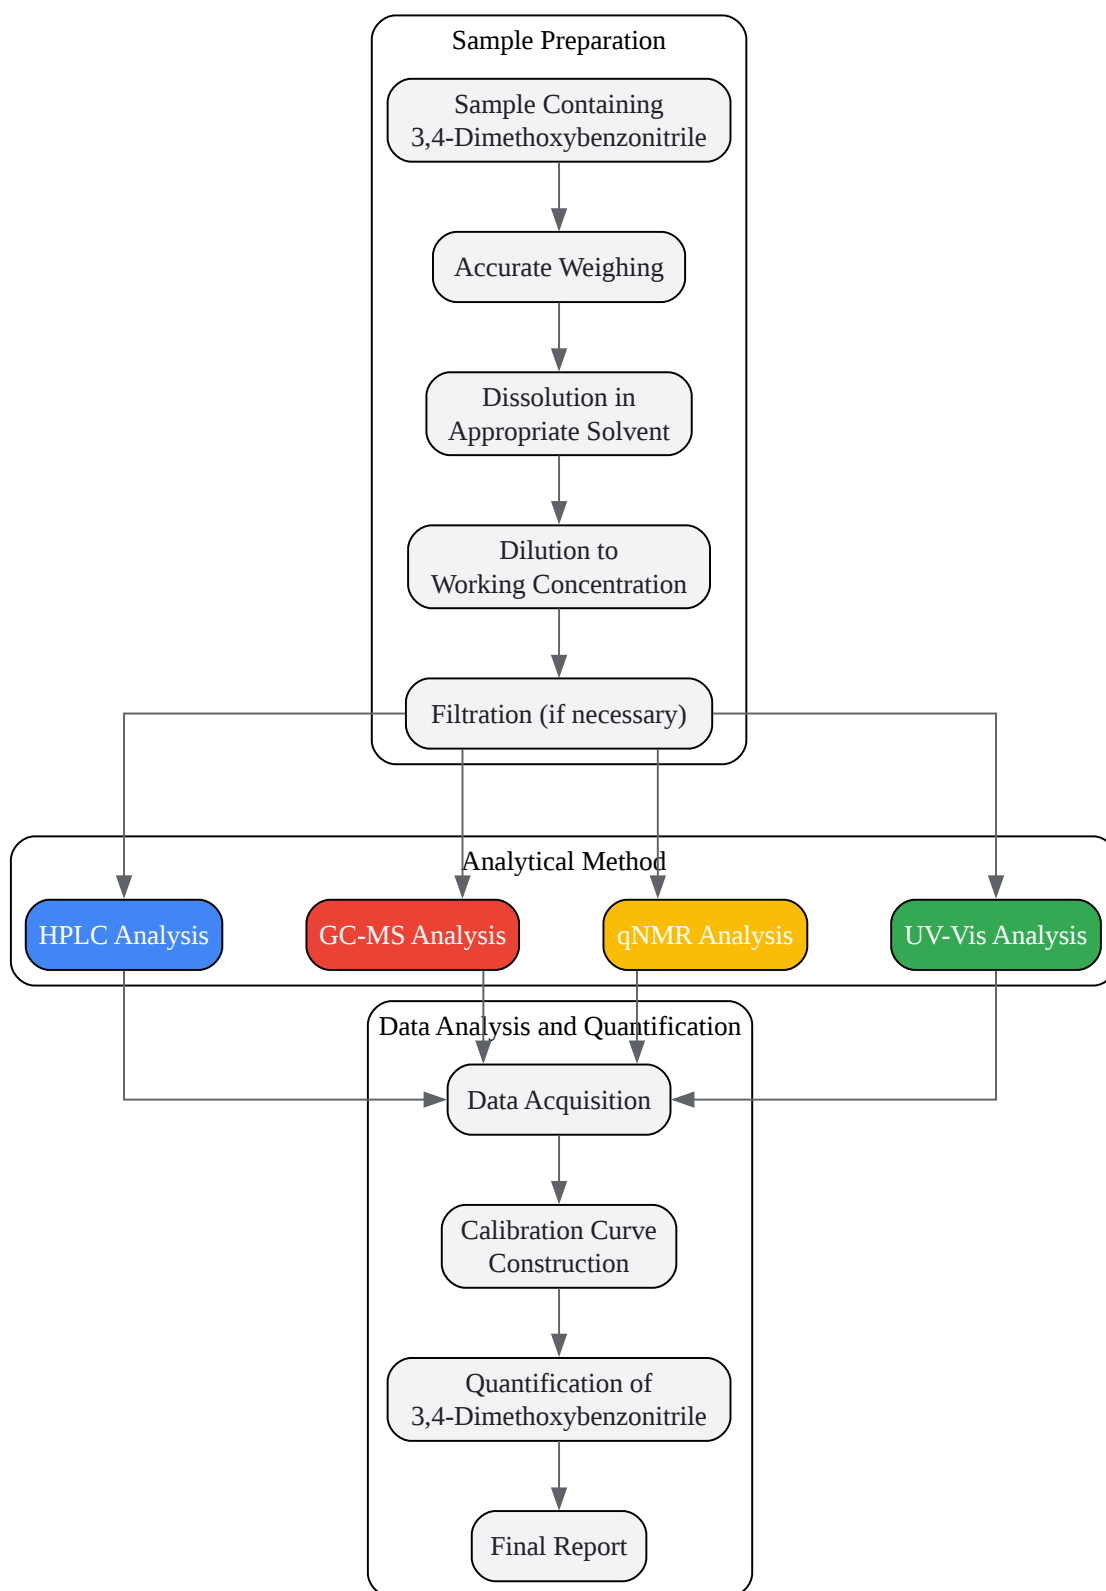 Sample Preparation
Sample Containing
3,4-Dimethoxybenzonitrile
Accurate Weighing
Dissolution in
Appropriate Solvent
Dilution to
Working Concentration
Filtration (if necessary)
Analytical Method
HPLC Analysis
GC-MS Analysis
qNMR Analysis
UV-Vis Analysis
Data Analysis and Quantification
Data Acquisition
Calibration Curve
Construction
Quantification of
3,4-Dimethoxybenzonitrile
Final Report